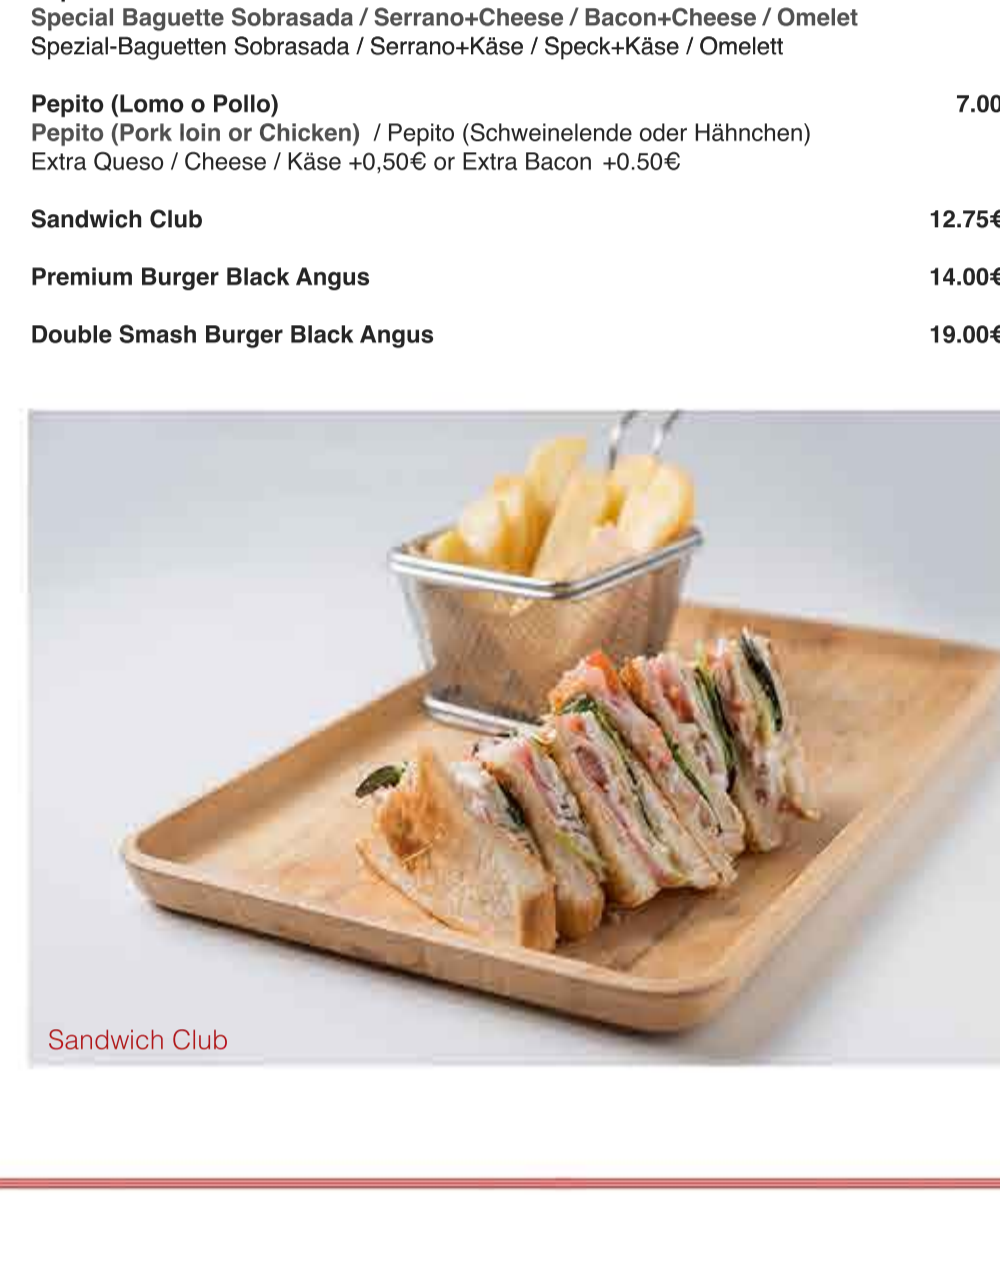 Special Baguette Sobrasada / Serrano+Cheese / Bacon+Cheese / Omelet
Spezial-Baguetten Sobrasada / Serrano+Käse / Speck+Käse / Omelett
Pepito (Lomo o Pollo) 7.00
Pepito (Pork loin or Chicken) / Pepito (Schweinelende oder Hähnchen)
Extra Queso / Cheese / Käse +0,50€ or Extra Bacon +0.50€
Sandwich Club 12.75€
Premium Burger Black Angus 14.00€
Double Smash Burger Black Angus 19.00€
Sandwich Club